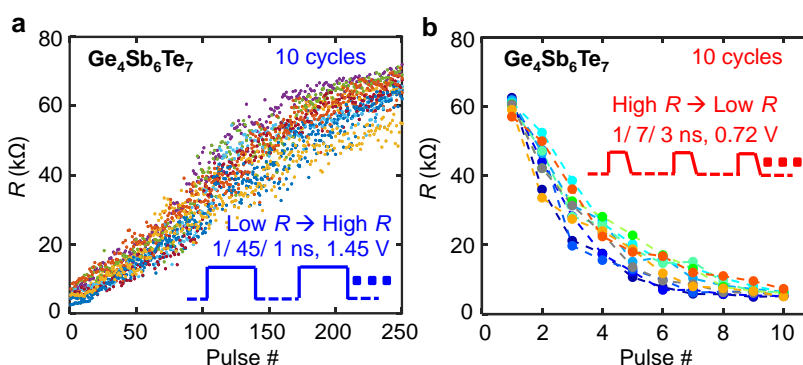 a
Ge4Sb6Te7
10 cycles
R (kΩ)
80
60
40
20
0
Low R → High R
1/ 45/ 1 ns, 1.45 V
0 50 100 150 200 250
Pulse #
b
Ge4Sb6Te7
10 cycles
R (kΩ)
80
60
40
20
0
High R → Low R
1/ 7/ 3 ns, 0.72 V
0 2 4 6 8 10
Pulse #